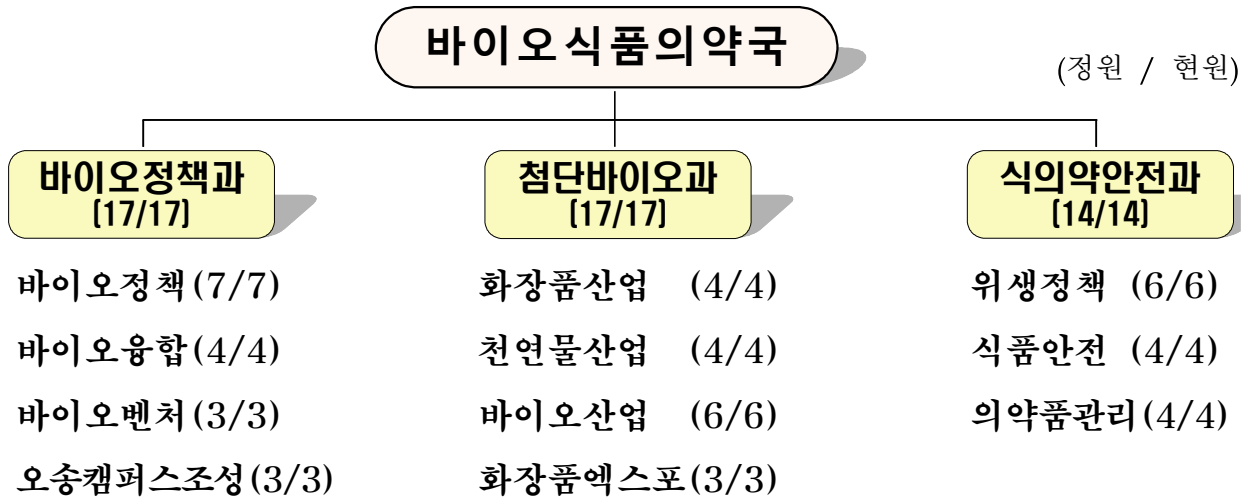 바이오식품의약국
(정원 / 현원)
바이오정책과
(17/17)
첨단바이오과
(17/17)
식의약안전과
(14/14)
바이오정책(7/7)
바이오융합(4/4)
바이오벤처(3/3)
오송캠퍼스조성(3/3)
화장품산업 (4/4)
천연물산업 (4/4)
바이오산업 (6/6)
화장품엑스포(3/3)
위생정책 (6/6)
식품안전 (4/4)
의약품관리(4/4)